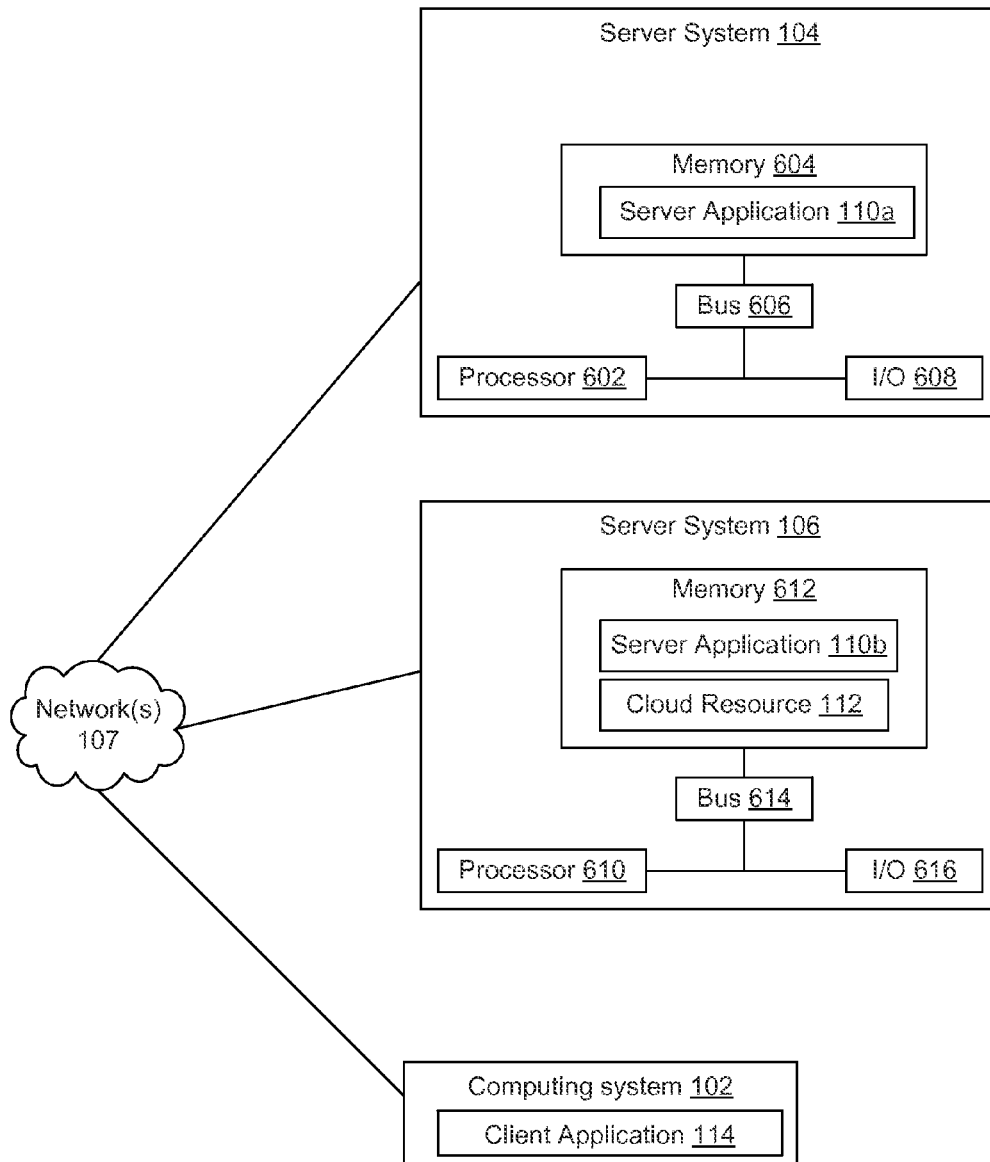 Server System 104
Memory 604
Server Application 110a
Bus 606
Processor 602
I/O 608
Server System 106
Memory 612
Server Application 110b
Cloud Resource 112
Bus 614
Processor 610
I/O 616
Network(s)
107
Computing system 102
Client Application 114